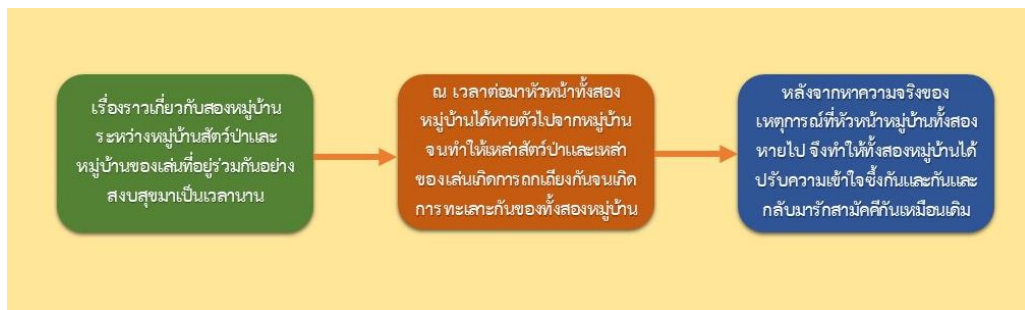 เรื่องราวเกี่ยวกับสองหมู่บ้าน
ระหว่างหมู่บ้านสัตว์ป่าและ
หมู่บ้านของเล่นที่อยู่ร่วมกันอย่าง
สงบสุขมาเป็นเวลานาน
ณ เวลาต่อมาหัวหน้าทั้งสอง
หมู่บ้านได้หายตัวไปจากหมู่บ้าน
จนทำให้เหล่าสัตว์ป่าและเหล่า
ของเล่นเกิดการถกเถียงกันจนเกิด
การทะเลาะกันของทั้งสองหมู่บ้าน
หลังจากหาความจริงของ
เหตุการณ์ที่หัวหน้าหมู่บ้านทั้งสอง
หายไป จึงทำให้ทั้งสองหมู่บ้านได้
ปรับความเข้าใจซึ้งกันและกันและ
กลับมารักสามัคคีกันเหมือนเดิม